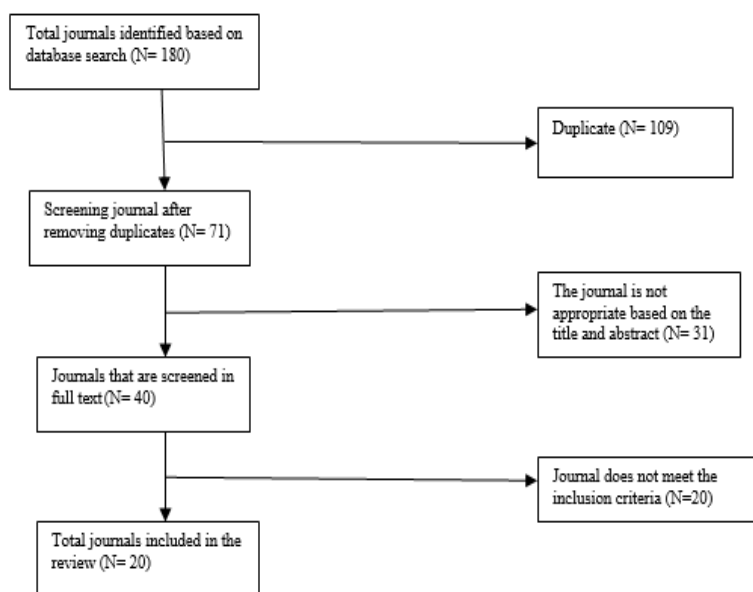 Total journals identified based on
database search (N= 180)
Duplicate (N= 109)
Screening journal after
removing duplicates (N= 71)
The journal is not
appropriate based on the
title and abstract (N= 31)
Journals that are screened in
full text (N= 40)
Journal does not meet the
inclusion criteria (N=20)
Total journals included in the
review (N= 20)